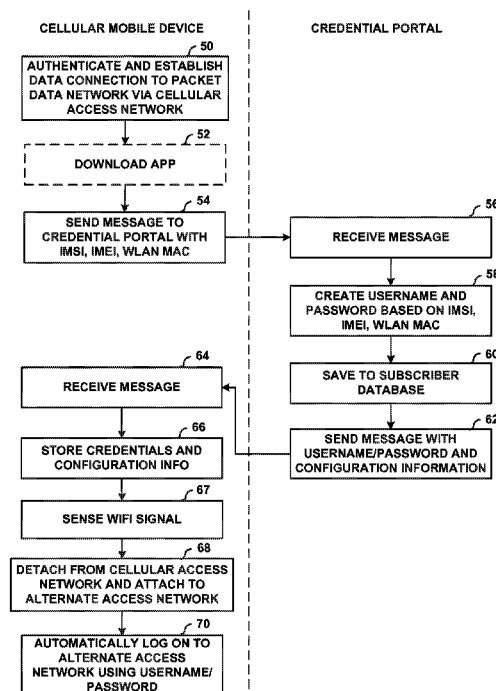 CELLULAR MOBILE DEVICE
CREDENTIAL PORTAL
50
AUTHENTICATE AND ESTABLISH
DATA CONNECTION TO PACKET
DATA NETWORK VIA CELLULAR
ACCESS NETWORK
52
DOWNLOAD APP
54
SEND MESSAGE TO
CREDENTIAL PORTAL WITH
IMSI, IMEI, WLAN MAC
56
RECEIVE MESSAGE
58
CREATE USERNAME AND
PASSWORD BASED ON IMSI,
IMEI, WLAN MAC
60
SAVE TO SUBSCRIBER
DATABASE
62
SEND MESSAGE WITH
USERNAME/PASSWORD AND
CONFIGURATION INFORMATION
64
RECEIVE MESSAGE
66
STORE CREDENTIALS AND
CONFIGURATION INFO
67
SENSE WIFI SIGNAL
68
DETACH FROM CELLULAR ACCESS
NETWORK AND ATTACH TO
ALTERNATE ACCESS NETWORK
70
AUTOMATICALLY LOG ON TO
ALTERNATE ACCESS
NETWORK USING USERNAME/
PASSWORD